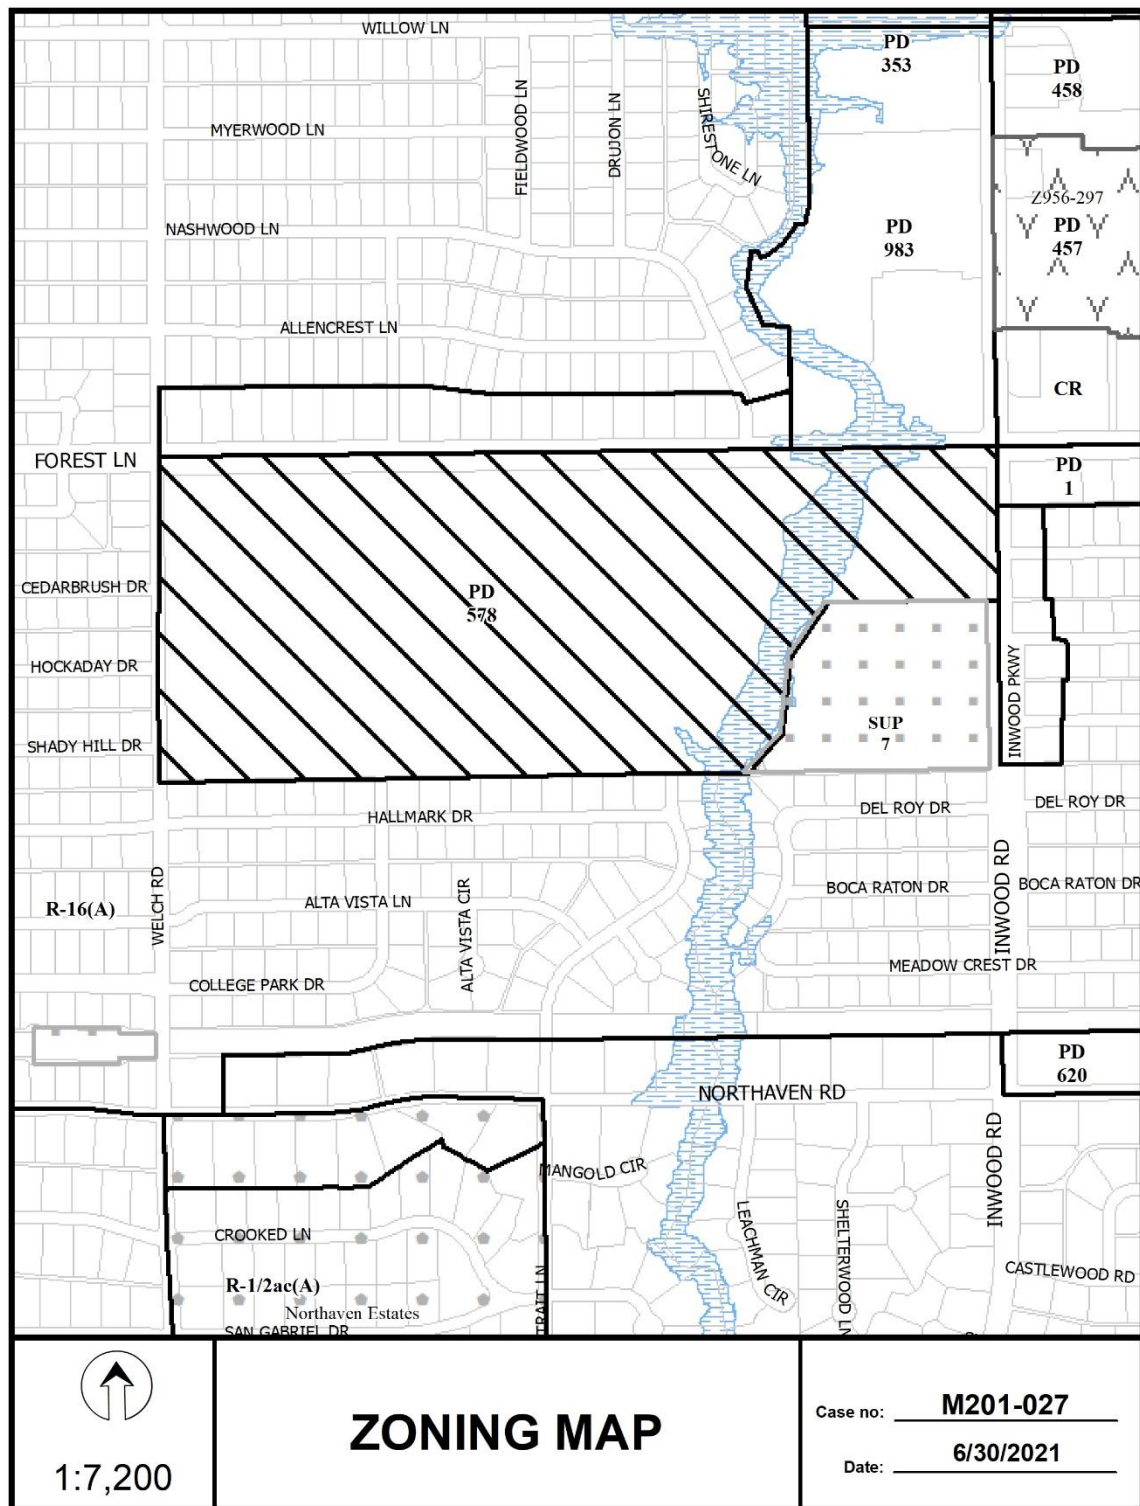 WILLOW LN
PD
353
PD
458
MYERWOOD LN
FIELDWOOD LN
DRUJON LN
SHIRESTONE LN
Z956-297
PD
457
NASHWOOD LN
PD
983
ALLENCREST LN
CR
FOREST LN
PD
1
CEDARBRUSH DR
PD
578
HOCKADAY DR
INWOOD PKWY
SHADY HILL DR
SUP
7
HALLMARK DR
DEL ROY DR
DEL ROY DR
WELCH RD
R-16(A)
ALTA VISTA LN
ALTA VISTA CIR
BOCA RATON DR
INWOOD RD
BOCA RATON DR
COLLEGE PARK DR
MEADOW CREST DR
PD
620
NORTHAVEN RD
MANGOLD CIR
INWOOD RD
CROOKED LN
LEACHMAN CIR
SHELTERWOOD LN
CASTLEWOOD RD
R-1/2ac(A)
Northaven Estates
SAN GABRIEL DR
1:7,200
ZONING MAP
Case no: M201-027
Date: 6/30/2021